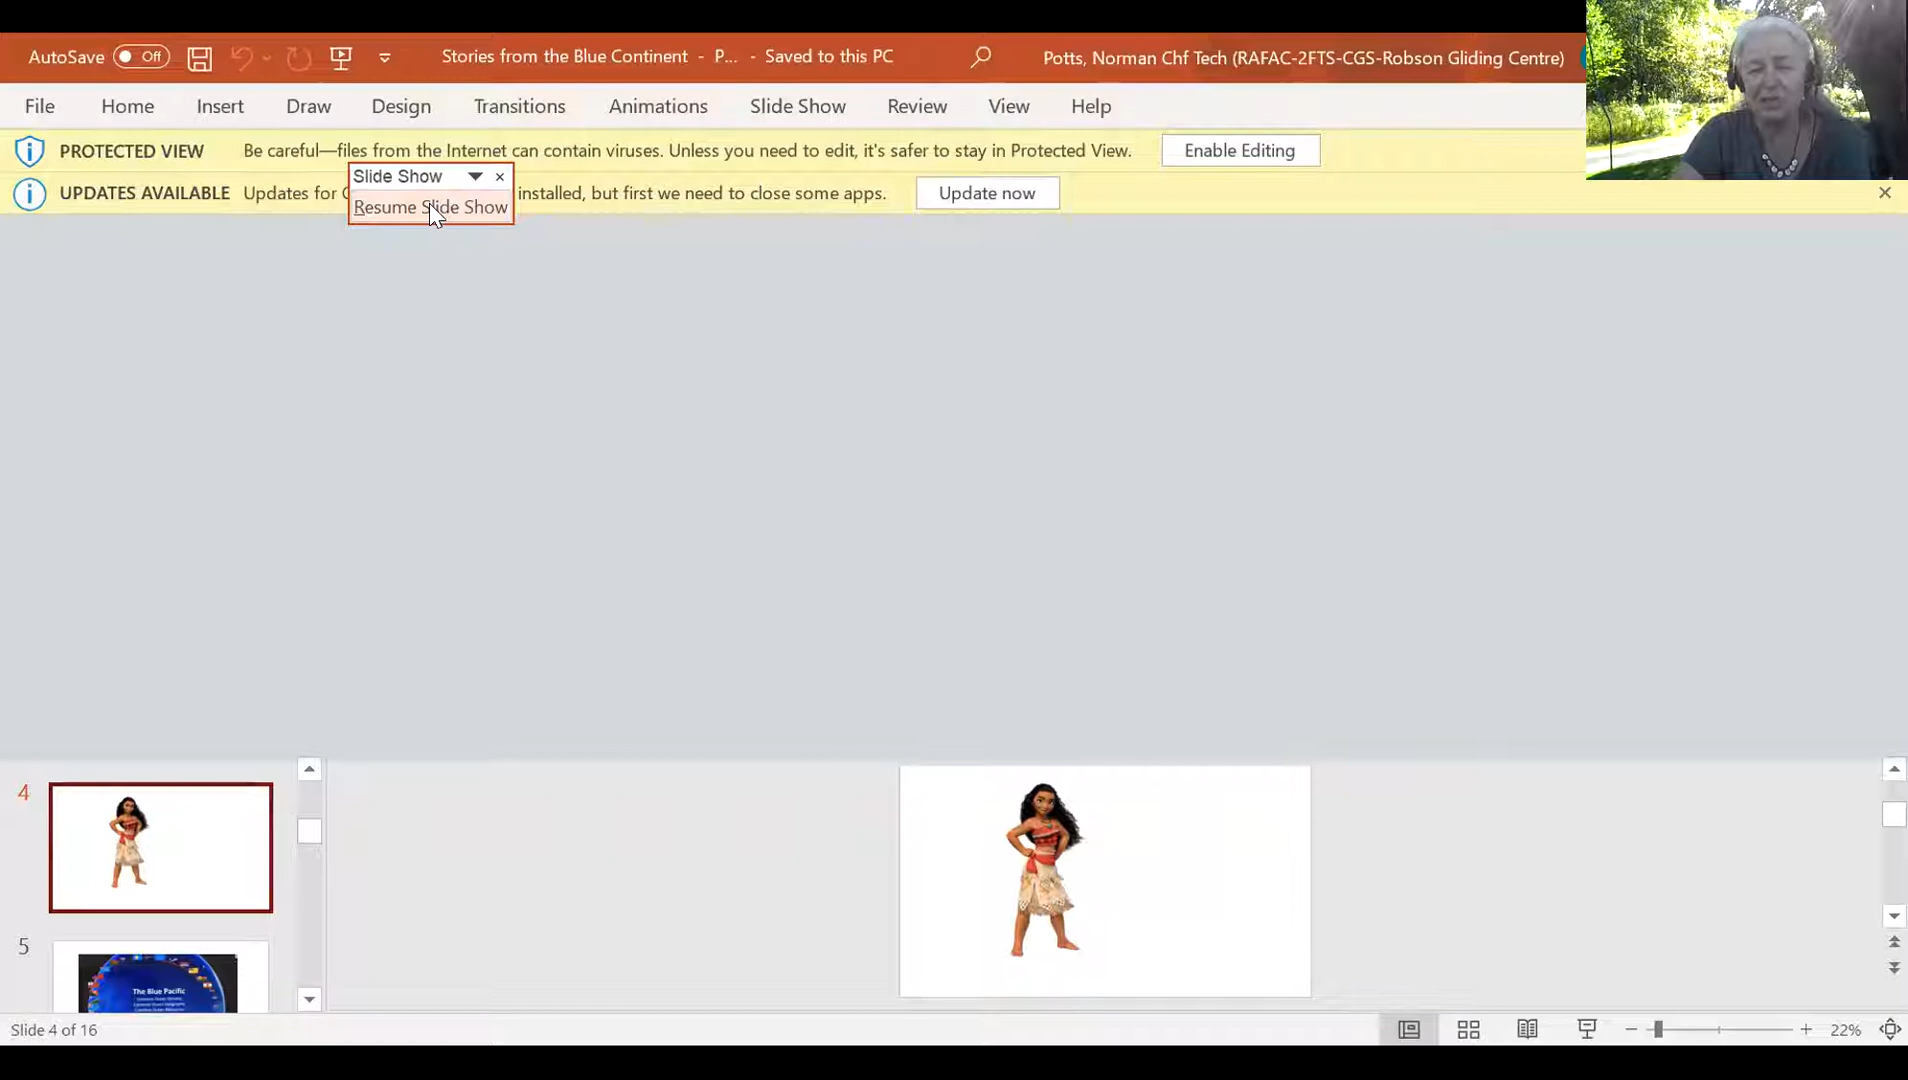 AutoSave Off Stories from the Blue Continent - P... - Saved to this PC Potts, Norman Chf Tech (RAFAC-2FTS-CGS-Robson Gliding Centre)
File Home Insert Draw Design Transitions Animations Slide Show Review View Help
PROTECTED VIEW Be careful—files from the Internet can contain viruses. Unless you need to edit, it's safer to stay in Protected View. Enable Editing
Slide Show
UPDATES AVAILABLE Updates for installed, but first we need to close some apps. Update now
Resume Slide Show
4
5
The Blue Pacific
Slide 4 of 16 22%